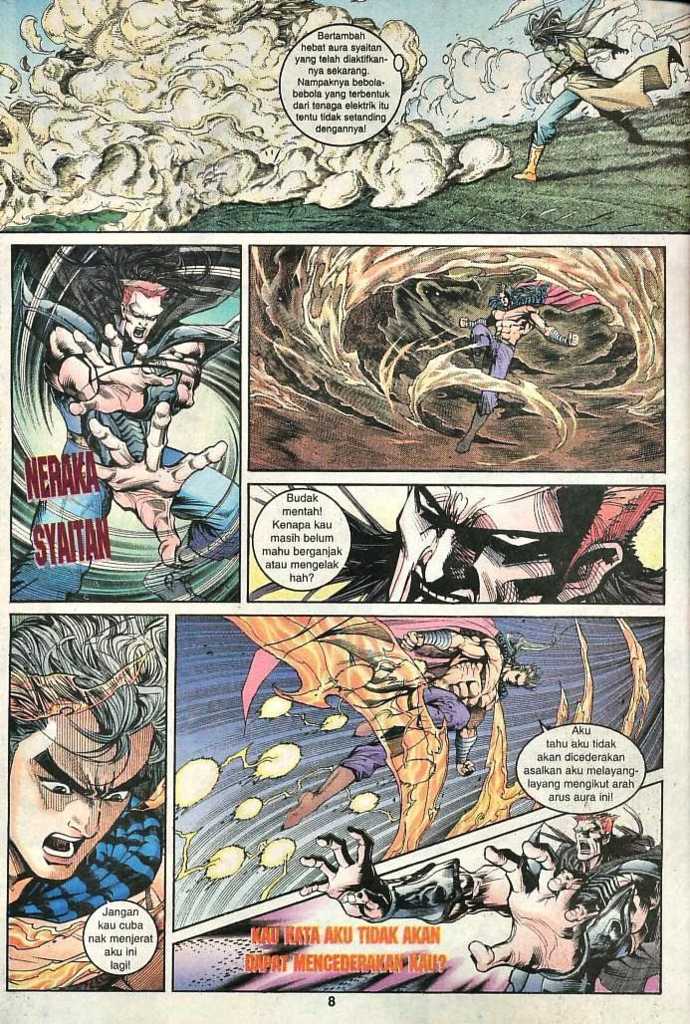 Bertambah
hebat aura syaitan
yang telah diaktifkan-
nya sekarang.
Nampaknya bebola-
bebola yang terbentuk
dari tenaga elektrik itu
tentu tidak setanding
dengannya!
NERAKA
SYAITAN
Budak
mentah!
Kenapa kau
masih belum
mahu berganjak
atau mengelak
hah?
Jangan
kau cuba
nak menjerat
aku ini
lagi!
Aku
tahu aku tidak
akan dicederakan
asalkan aku melayang-
layang mengikut arah
arus aura ini!
KAU KATA AKU TIDAK AKAN
DAPAT MENCEDERAKAN KAU?
8